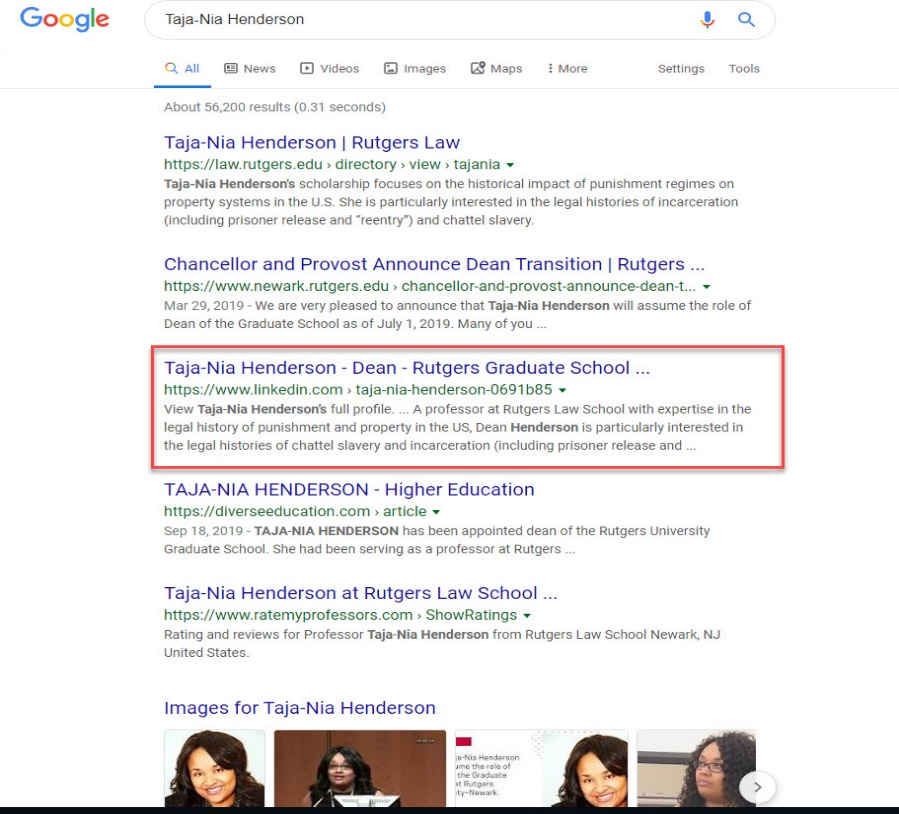 Google
Taja-Nia Henderson
All News Videos Images Maps More Settings Tools
About 56,200 results (0.31 seconds)
Taja-Nia Henderson | Rutgers Law
https://law.rutgers.edu › directory › view › tajania
Taja-Nia Henderson's scholarship focuses on the historical impact of punishment regimes on
property systems in the U.S. She is particularly interested in the legal histories of incarceration
(including prisoner release and “reentry”) and chattel slavery.
Chancellor and Provost Announce Dean Transition | Rutgers ...
https://www.newark.rutgers.edu › chancellor-and-provost-announce-dean-t...
Mar 29, 2019 - We are very pleased to announce that Taja-Nia Henderson will assume the role of
Dean of the Graduate School as of July 1, 2019. Many of you ...
Taja-Nia Henderson - Dean - Rutgers Graduate School ...
https://www.linkedin.com › taja-nia-henderson-0691b85
View Taja-Nia Henderson's full profile. ... A professor at Rutgers Law School with expertise in the
legal history of punishment and property in the US, Dean Henderson is particularly interested in
the legal histories of chattel slavery and incarceration (including prisoner release and ...
TAJA-NIA HENDERSON - Higher Education
https://diverseeducation.com › article
Sep 18, 2019 - TAJA-NIA HENDERSON has been appointed dean of the Rutgers University
Graduate School. She had been serving as a professor at Rutgers ...
Taja-Nia Henderson at Rutgers Law School ...
https://www.ratemyprofessors.com › ShowRatings
Rating and reviews for Professor Taja-Nia Henderson from Rutgers Law School Newark, NJ
United States.
Images for Taja-Nia Henderson
ja-Nia Henderson
ume the role of
the Graduate
at Rutgers
ity-Newark.